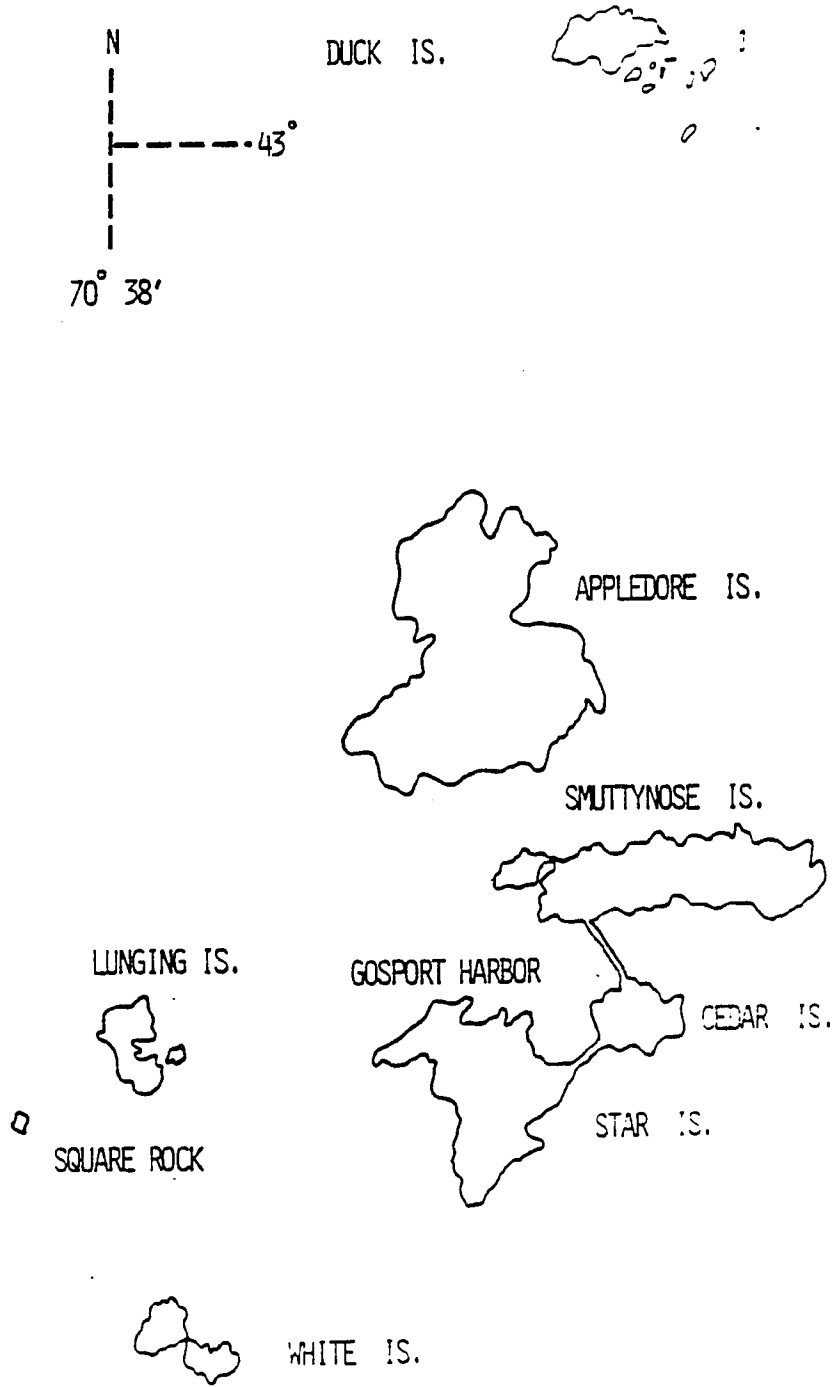 N
DUCK IS.
43°
70° 38'
APPLEDORE IS.
SMUTTYNOSE IS.
LUNGING IS.
GOSPORT HARBOR
CEDAR IS.
STAR IS.
SQUARE ROCK
WHITE IS.